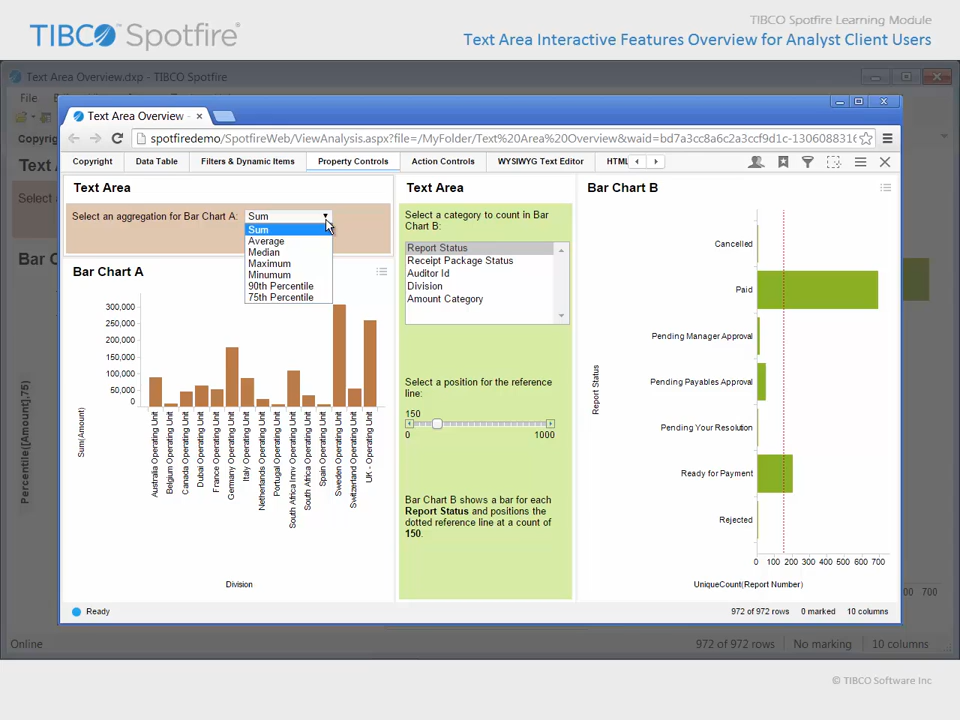 TIBCO™ Spotfire®
TIBCO Spotfire Learning Module
Text Area Interactive Features Overview for Analyst Client Users
Text Area Overview.dxp - TIBCO Spotfire
File
Text Area Overview -
spotfiredemo/SpotfireWeb/ViewAnalysis.aspx?file=/MyFolder/Text%20Area%20Overview&waid=bd7a3cc8a6c2a3ccf9d1c-1306088316
Copyright
Data Table
Filters & Dynamic Items
Property Controls
Action Controls
WYSIWYG Text Editor
HTML
Text Area
Select an aggregation for Bar Chart A:
Sum
Sum
Average
Median
Maximum
Minumum
90th Percentile
75th Percentile
Bar Chart A
300,000
250,000
200,000
150,000
100,000
50,000
0
Sum(Amount)
Australia Operating Unit
Belgium Operating Unit
Canada Operating Unit
Dubai Operating Unit
France Operating Unit
Germany Operating Unit
Italy Operating Unit
Netherlands Operating Unit
Portugal Operating Unit
South Africa Innv Operating Unit
South Africa Operating Unit
Spain Operating Unit
Sweden Operating Unit
Switzerland Operating Unit
UK - Operating Unit
Division
Text Area
Select a category to count in Bar
Chart B:
Report Status
Receipt Package Status
Auditor Id
Division
Amount Category
Select a position for the reference
line:
150
0 1000
Bar Chart B shows a bar for each
Report Status and positions the
dotted reference line at a count of
150.
Bar Chart B
Report Status
Cancelled
Paid
Pending Manager Approval
Pending Payables Approval
Pending Your Resolution
Ready for Payment
Rejected
0 100 200 300 400 500 600 700
UniqueCount(Report Number)
Ready
972 of 972 rows
0 marked
10 columns
Percentile([Amount],75)
00 700
Online
972 of 972 rows
No marking
10 columns
© TIBCO Software Inc